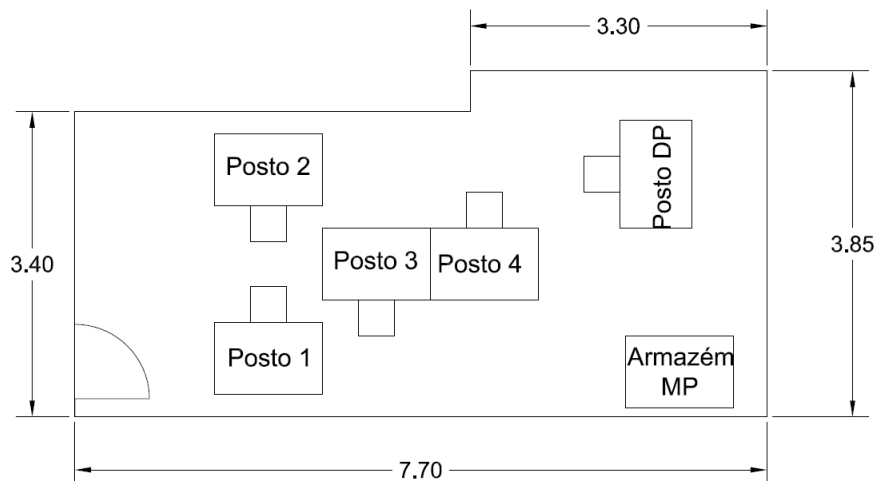 3.30
Posto 2
Posto DP
3.40
Posto 3
Posto 4
3.85
Posto 1
Armazém
MP
7.70